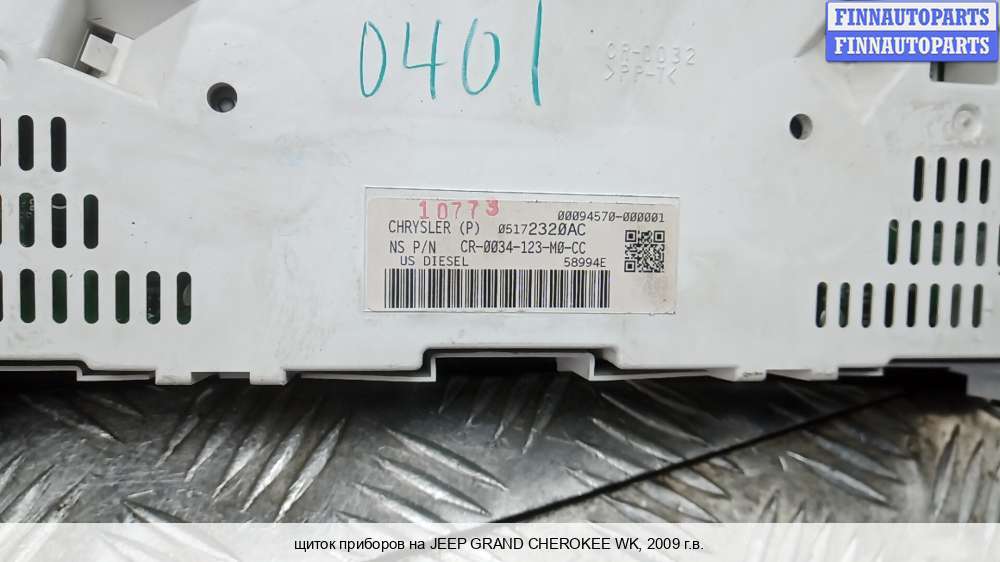 FINNAUTOPARTS
FINNAUTOPARTS
0401
CR-0032
>PP-T<
10773
00094570-000001
CHRYSLER (P) 05172320AC
NS P/N CR-0034-123-M0-CC
US DIESEL 58994E
щиток приборов на JEEP GRAND CHEROKEE WK, 2009 г.в.